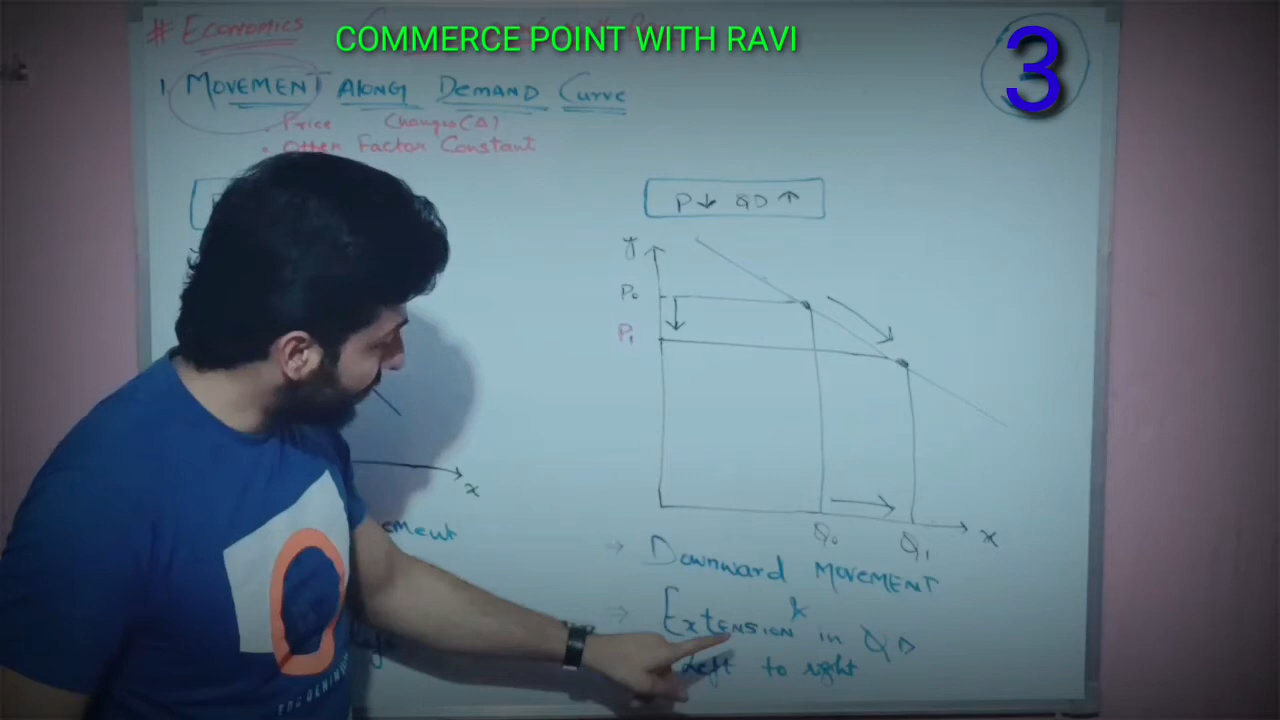 # ECONOMICS
COMMERCE POINT WITH RAVI
3
1. MOVEMENT Along DEMAND Curve
• Price Changes (Δ)
• Other Factor Constant
P↓ QD↑
y
P₀
P₁
Q₀
Q₁
x
x
ement
→ Downward MOVEMENT
→ EXTENSION in QD
Left to right